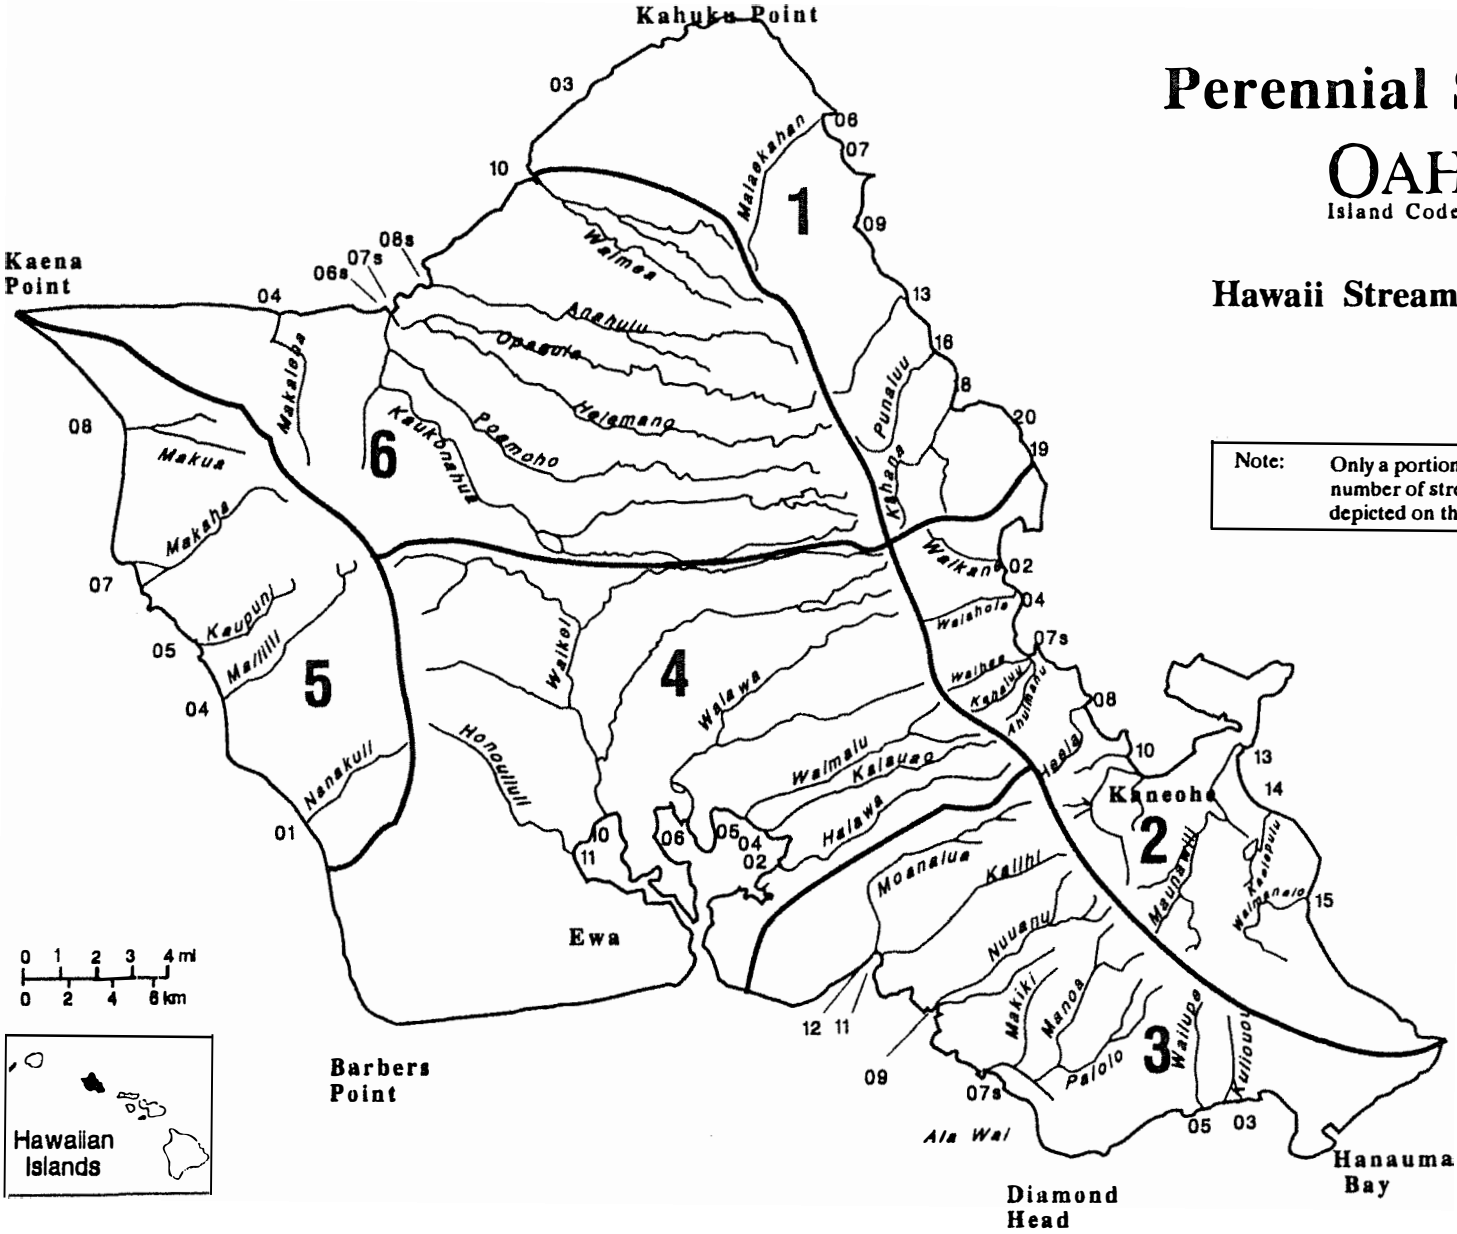 Kahuku Point
Perennial
OAH
Island Code
Hawaii Stream
Note:
Only a portion
number of stre
depicted on th
Kaena
Point
03
06
07
10
09
08s
07s
06s
04
13
16
18
20
19
08
07
05
04
01
02
04
07s
08
10
13
14
15
10
11
06
05
04
02
12
11
09
07s
05
03
1
2
3
4
5
6
Malaekahan
Waimea
Anahulu
Opaeula
Helemano
Poamoho
Kaukonahua
Makaleha
Punaluu
Kahana
Makua
Makaha
Kaupuni
Mailiili
Nanakuli
Waikane
Waiahole
Waihee
Kahaluu
Ahuimanu
Heeia
Kaneohe
Maunawili
Kaelepulu
Waimanalo
Waikei
Waiawa
Honouliuli
Waimalu
Kalauao
Halawa
Moanalua
Kalihi
Nuuanu
Makiki
Manoa
Palolo
Wailupe
Kuliouou
Ewa
Ala Wai
Barbers
Point
Diamond
Head
Hanauma
Bay
0 1 2 3 4 mi
0 2 4 6 km
Hawaiian
Islands